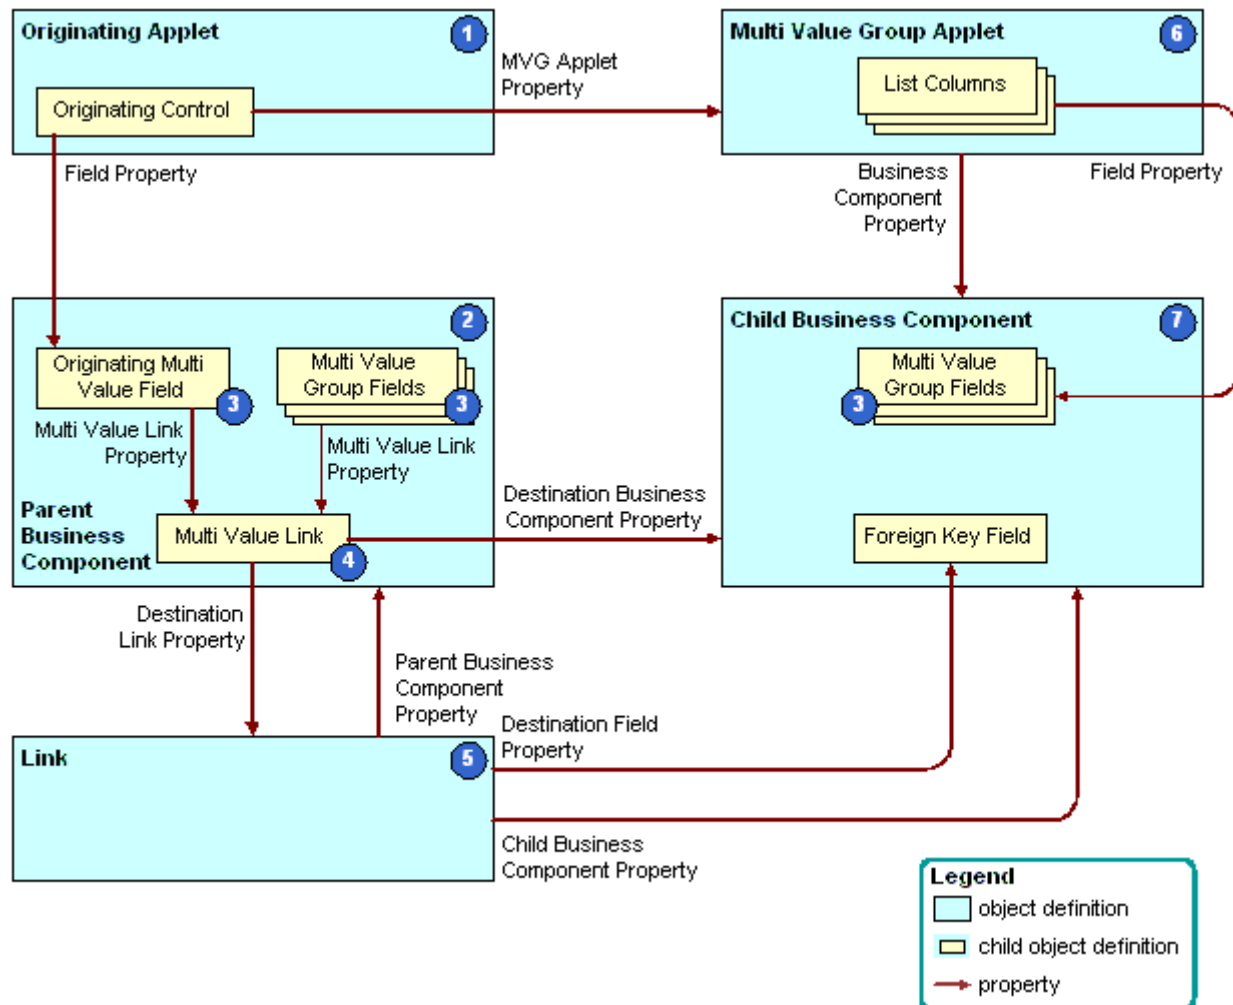 Originating Applet
1
Originating Control
MVG Applet
Property
Multi Value Group Applet
6
List Columns
Field Property
Business
Component
Property
Field Property
2
Originating Multi
Value Field
3
Multi Value
Group Fields
3
Multi Value Link
Property
Multi Value Link
Property
Parent
Business
Component
Multi Value Link
4
Destination Business
Component Property
Child Business Component
7
Multi Value
Group Fields
3
Foreign Key Field
Destination
Link Property
Parent Business
Component
Property
Link
5
Destination Field
Property
Child Business
Component Property
Legend
object definition
child object definition
property